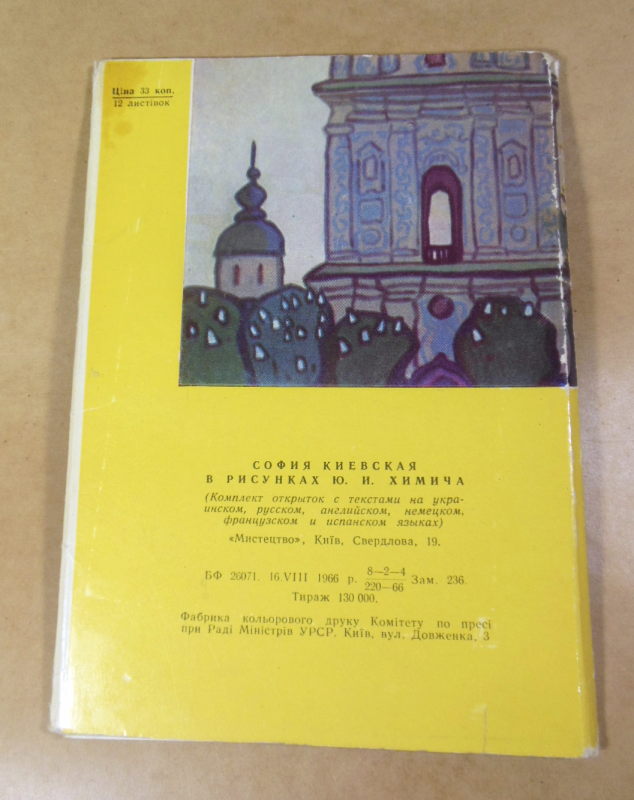 Ціна 33 коп.
12 листівок
СОФИЯ КИЕВСКАЯ
В РИСУНКАХ Ю. И. ХИМИЧА
(Комплект открыток с текстами на укра-
инском, русском, английском, немецком,
французском и испанском языках)
«Мистецтво», Київ, Свердлова, 19.
БФ 26071. 16.VIII 1966 р. 8—2—4
220—66 Зам. 236.
Тираж 130 000.
Фабрика кольорового друку Комітету по пресі
при Раді Міністрів УРСР. Київ, вул. Довженка, 3